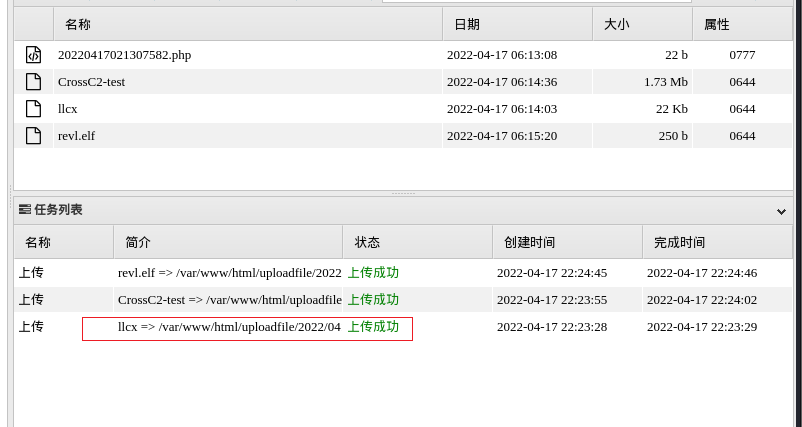 名称 日期 大小 属性
20220417021307582.php 2022-04-17 06:13:08 22 b 0777
CrossC2-test 2022-04-17 06:14:36 1.73 Mb 0644
llcx 2022-04-17 06:14:03 22 Kb 0644
revl.elf 2022-04-17 06:15:20 250 b 0644
任务列表
名称 简介 状态 创建时间 完成时间
上传 revl.elf => /var/www/html/uploadfile/2022 上传成功 2022-04-17 22:24:45 2022-04-17 22:24:46
上传 CrossC2-test => /var/www/html/uploadfile 上传成功 2022-04-17 22:23:55 2022-04-17 22:24:02
上传 llcx => /var/www/html/uploadfile/2022/04 上传成功 2022-04-17 22:23:28 2022-04-17 22:23:29